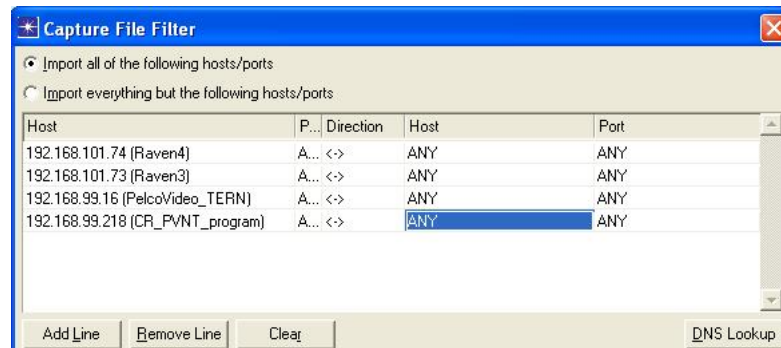 Capture File Filter
Import all of the following hosts/ports
Import everything but the following hosts/ports
Host P... Direction Host Port
192.168.101.74 (Raven4) A... <-> ANY ANY
192.168.101.73 (Raven3) A... <-> ANY ANY
192.168.99.16 (PelcoVideo_TERN) A... <-> ANY ANY
192.168.99.218 (CR_PVNT_program) A... <-> ANY ANY
Add Line Remove Line Clear DNS Lookup